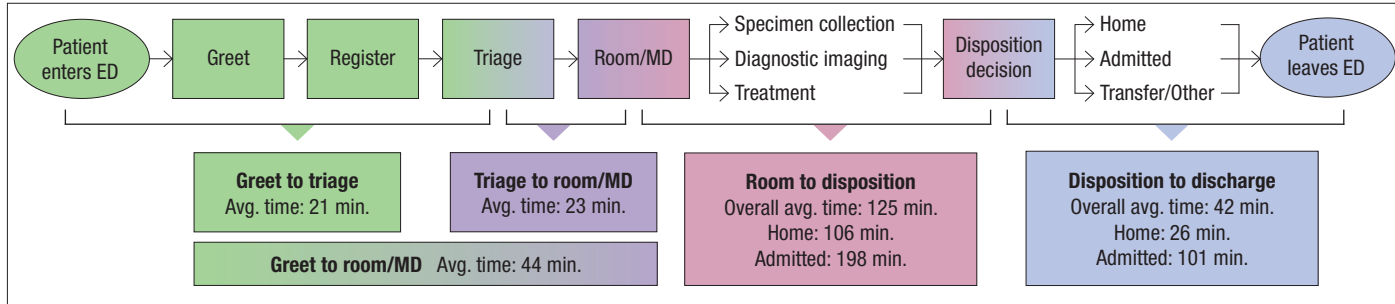 Patient
enters ED
Greet
Register
Triage
Room/MD
Specimen collection
Diagnostic imaging
Treatment
Disposition
decision
Home
Admitted
Transfer/Other
Patient
leaves ED
Greet to triage
Avg. time: 21 min.
Triage to room/MD
Avg. time: 23 min.
Greet to room/MD Avg. time: 44 min.
Room to disposition
Overall avg. time: 125 min.
Home: 106 min.
Admitted: 198 min.
Disposition to discharge
Overall avg. time: 42 min.
Home: 26 min.
Admitted: 101 min.